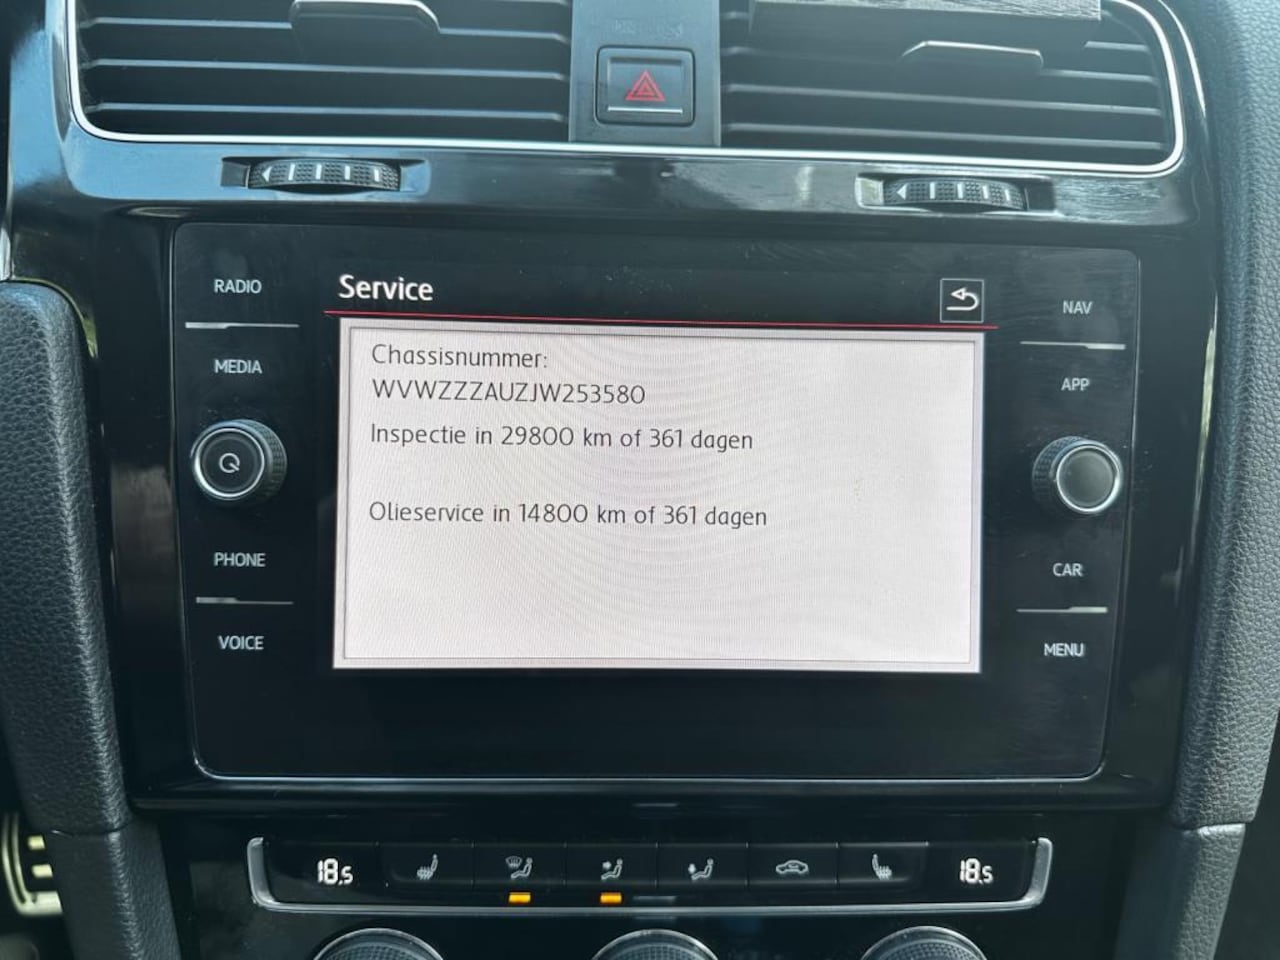 RADIO
MEDIA
PHONE
VOICE
Service
Chassisnummer:
WVWZZZAUZJW253580
Inspectie in 29800 km of 361 dagen
Olieservice in 14800 km of 361 dagen
NAV
APP
CAR
MENU
18.5
18.5